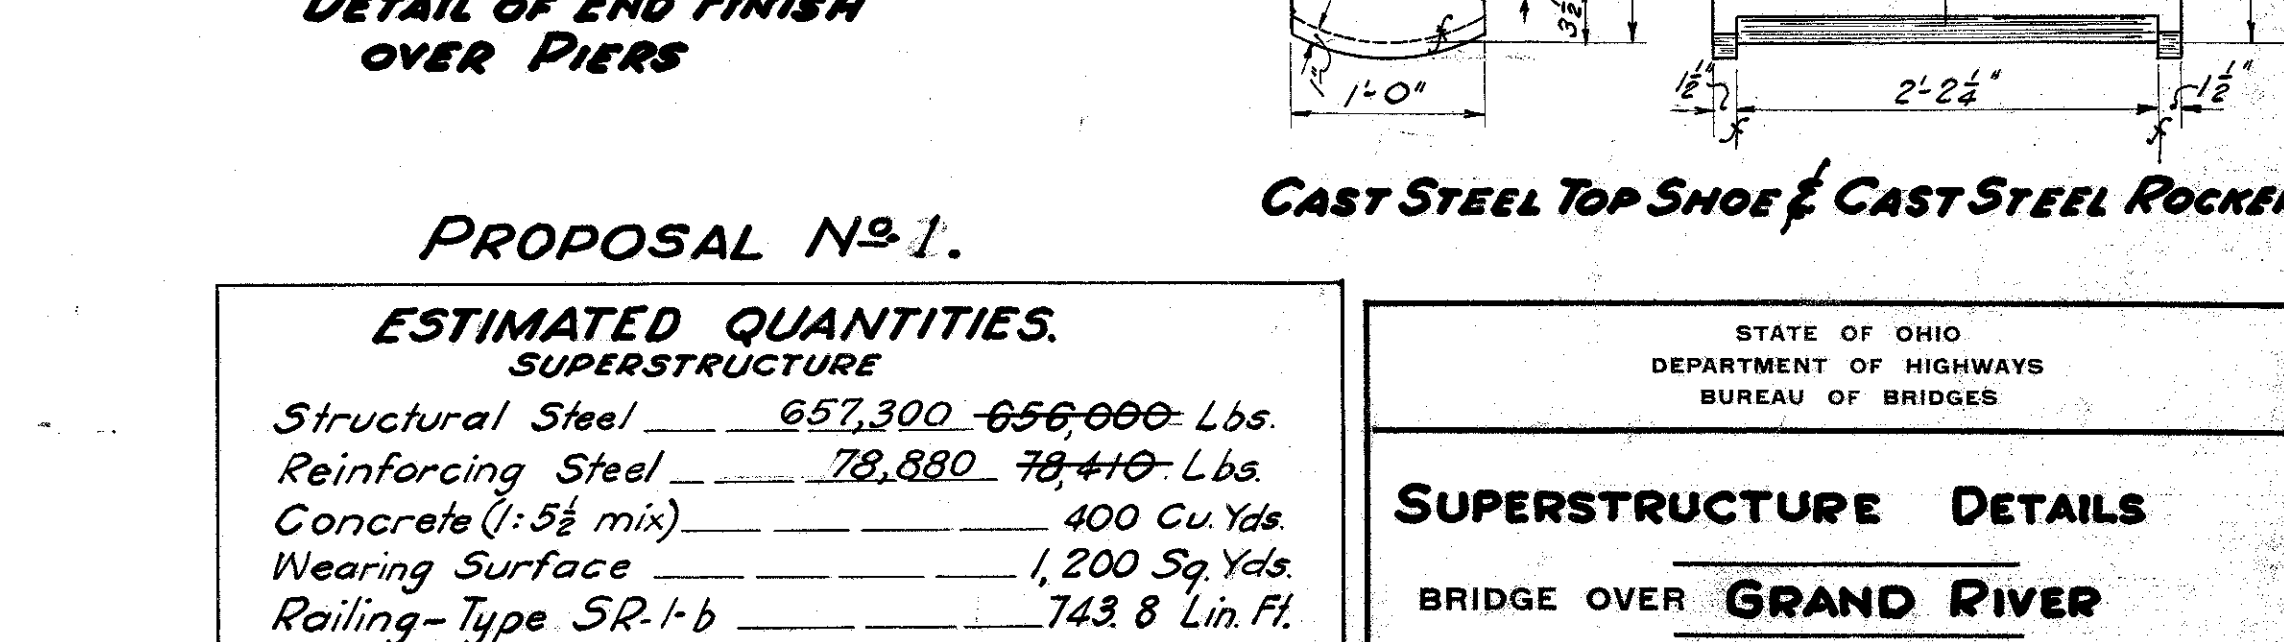 DETAIL OF END FINISH
OVER PIERS
3½
1"
1'-0"
1½"
2'-2¼"
1½"
f
f
f
CAST STEEL TOP SHOE & CAST STEEL ROCKER
PROPOSAL No. 1.
ESTIMATED QUANTITIES.
SUPERSTRUCTURE
Structural Steel 657,300 656,000 Lbs.
Reinforcing Steel 78,880 78,410 Lbs.
Concrete (1:5½ mix) 400 Cu. Yds.
Wearing Surface 1,200 Sq. Yds.
Railing-Type SR-1-b 743.8 Lin. Ft.
STATE OF OHIO
DEPARTMENT OF HIGHWAYS
BUREAU OF BRIDGES
SUPERSTRUCTURE DETAILS
BRIDGE OVER GRAND RIVER